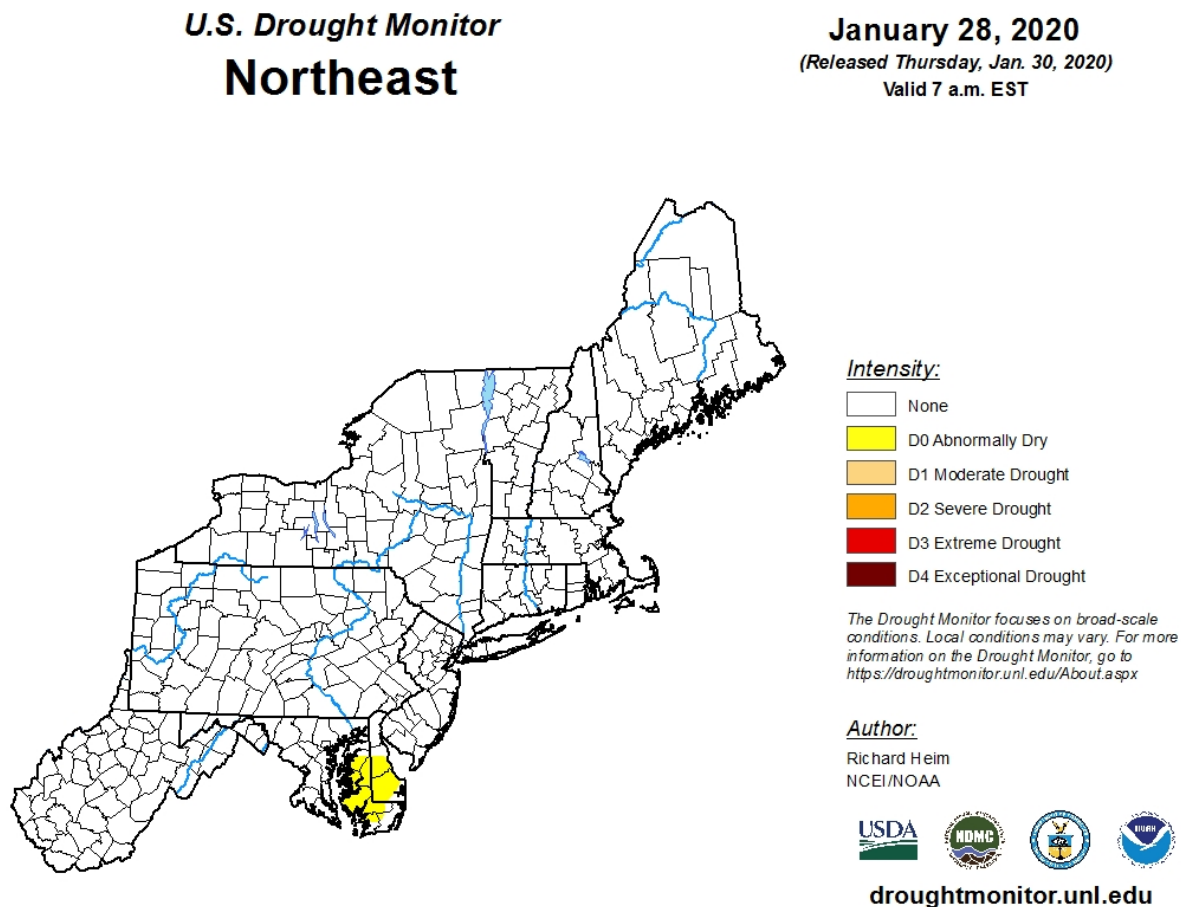 U.S. Drought Monitor
Northeast
January 28, 2020
(Released Thursday, Jan. 30, 2020)
Valid 7 a.m. EST
Intensity:
None
D0 Abnormally Dry
D1 Moderate Drought
D2 Severe Drought
D3 Extreme Drought
D4 Exceptional Drought
The Drought Monitor focuses on broad-scale
conditions. Local conditions may vary. For more
information on the Drought Monitor, go to
https://droughtmonitor.unl.edu/About.aspx
Author:
Richard Heim
NCEI/NOAA
USDA
NDMC
droughtmonitor.unl.edu